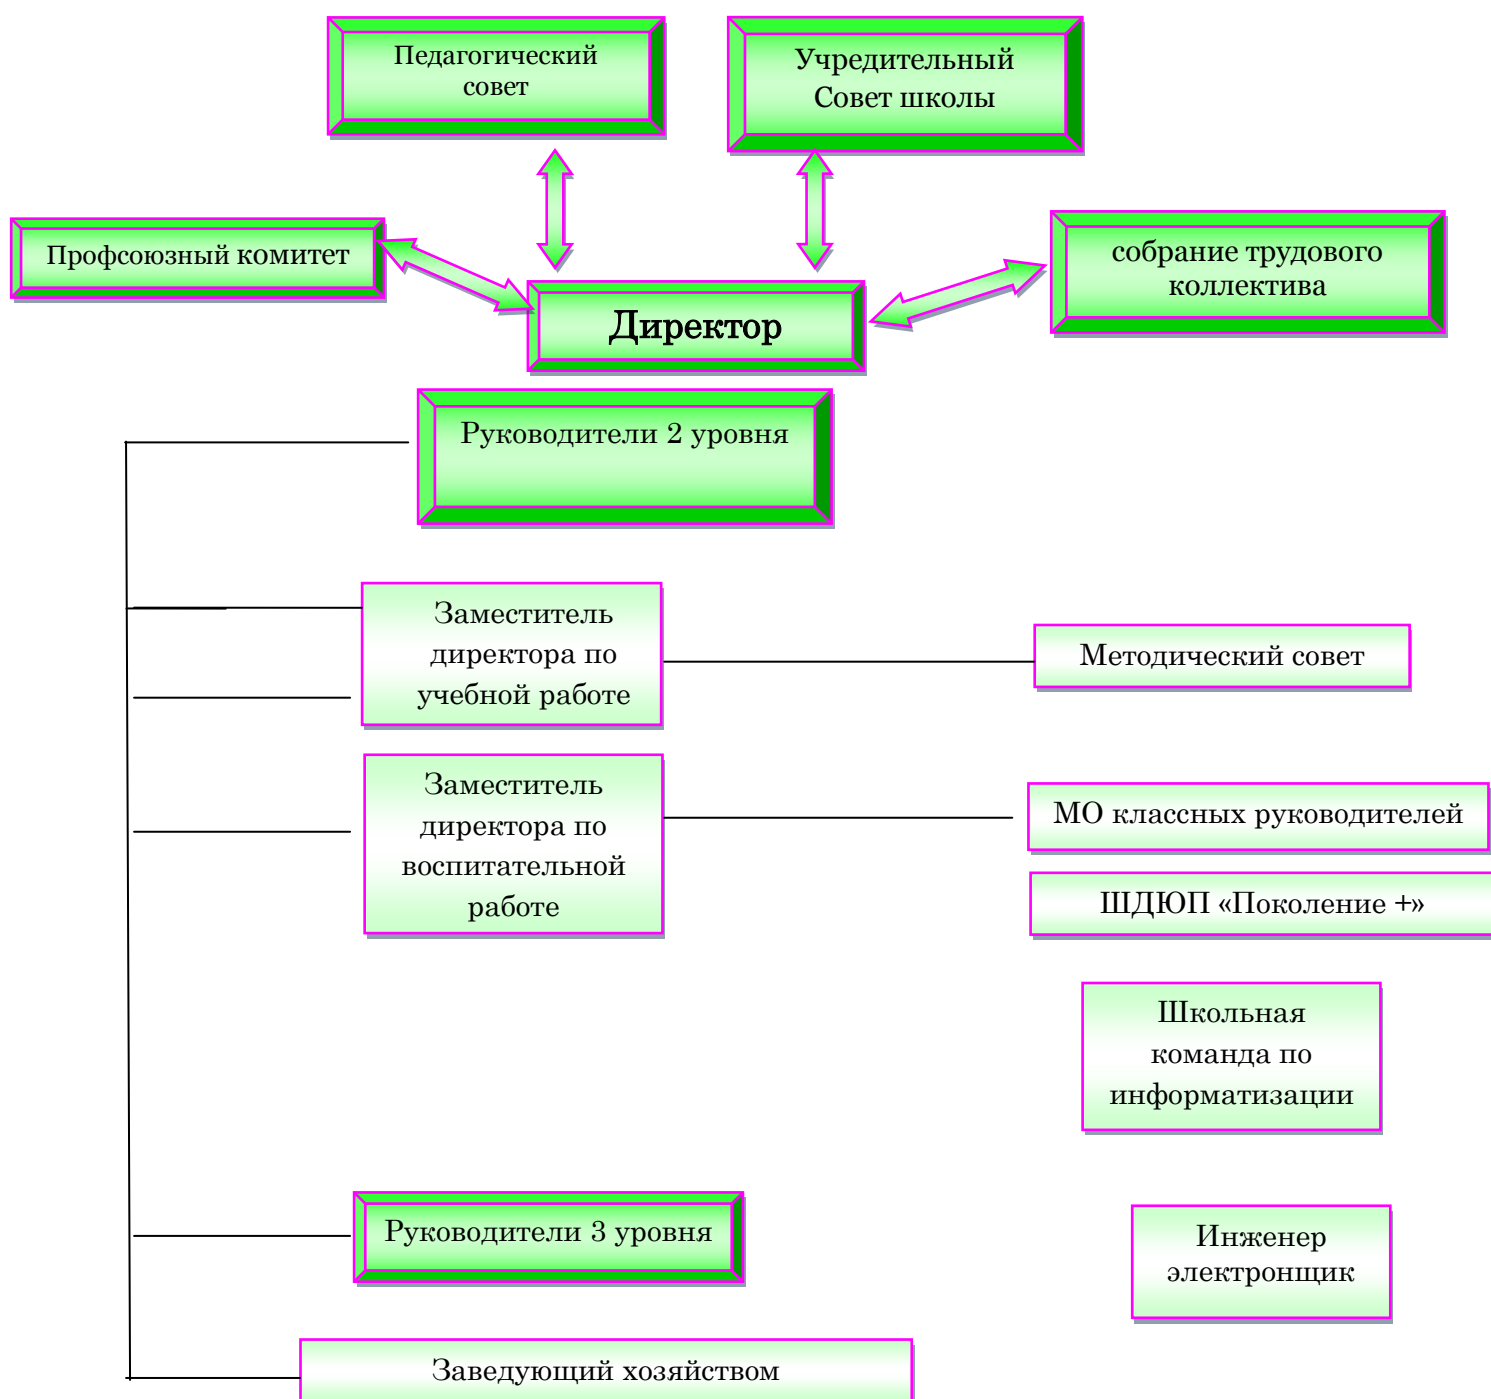 Педагогический
совет
Учредительный
Совет школы
Профсоюзный комитет
собрание трудового
коллектива
Директор
Руководители 2 уровня
Заместитель
директора по
учебной работе
Методический совет
Заместитель
директора по
воспитательной
работе
МО классных руководителей
ШДЮП «Поколение +»
Школьная
команда по
информатизации
Руководители 3 уровня
Инженер
электронщик
Заведующий хозяйством